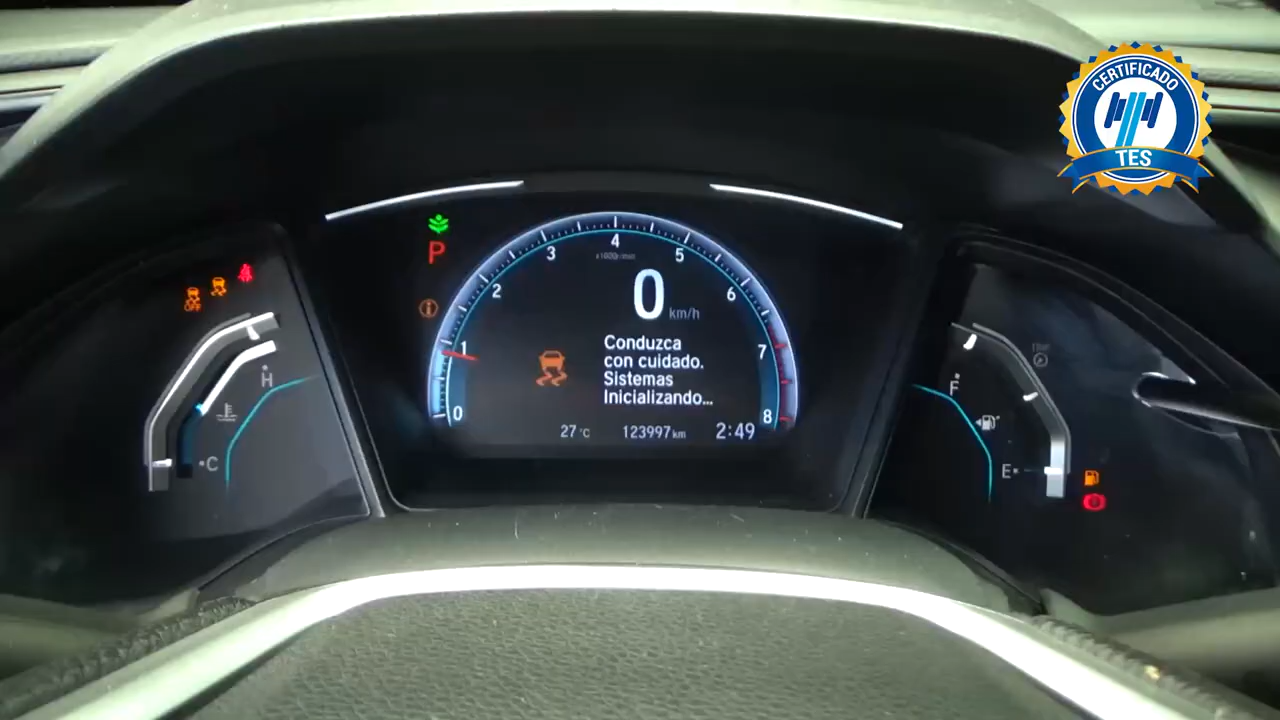 CERTIFICADO
TES
P
OFF
0
1
2
3
4
5
6
7
8
x1000r/min
0 km/h
Conduzca
con cuidado.
Sistemas
Inicializando...
27 °C
123997 km
2:49
H
C
F
E